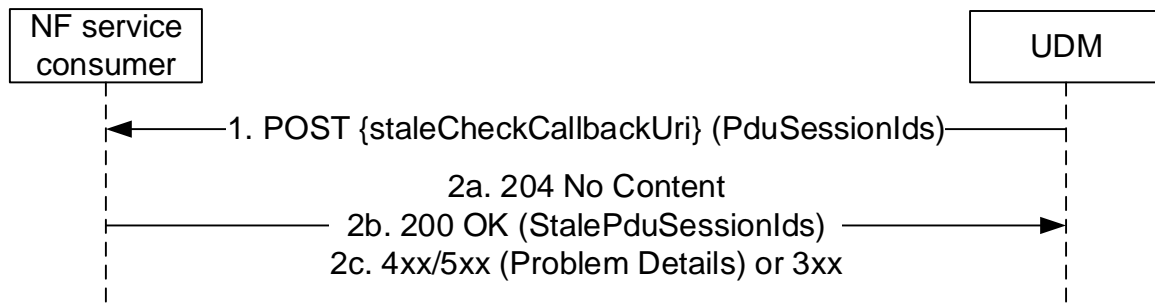 NF service
consumer
UDM
1. POST {staleCheckCallbackUri} (PduSessionIds)
2a. 204 No Content
2b. 200 OK (StalePduSessionIds)
2c. 4xx/5xx (Problem Details) or 3xx